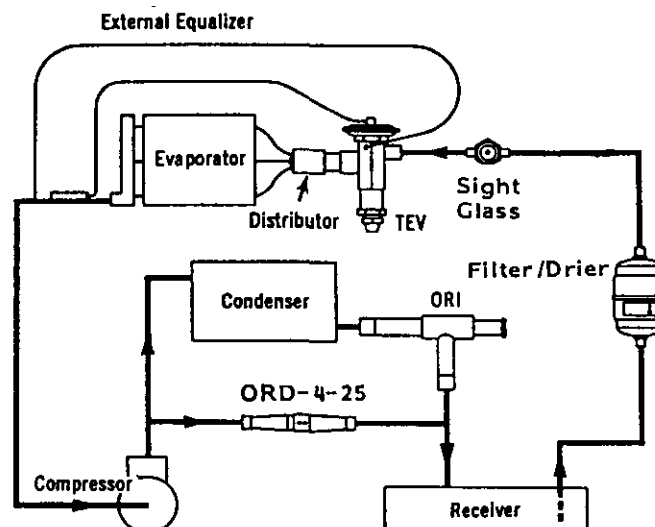 External Equalizer
Evaporator
Distributor
TEV
Sight
Glass
Filter/Drier
Condenser
ORI
ORD-4-25
Compressor
Receiver